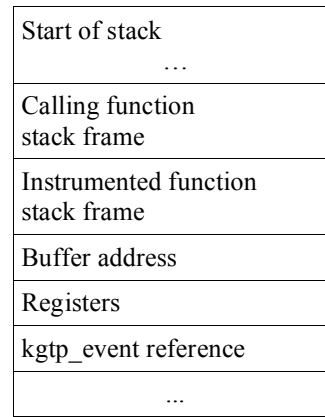 Start of stack
…
Calling function
stack frame
Instrumented function
stack frame
Buffer address
Registers
kgtp_event reference
...